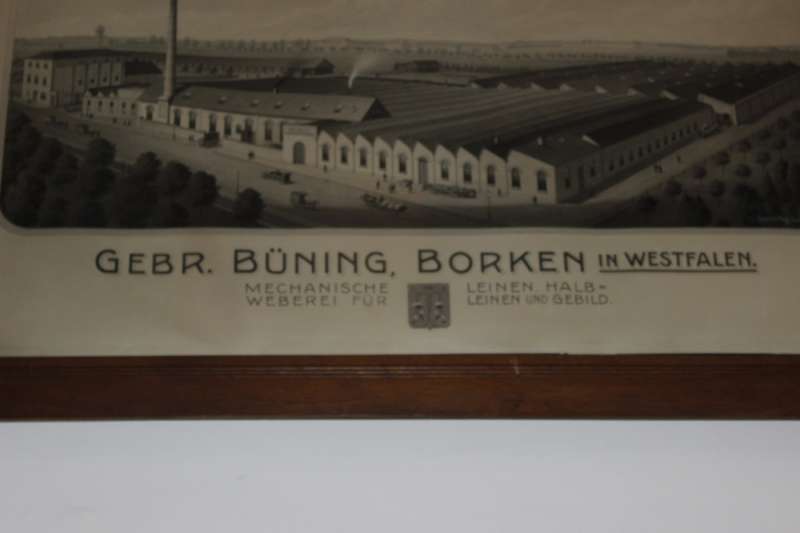 GEBR. BÜNING, BORKEN IN WESTFALEN.
MECHANISCHE
WEBEREI FÜR
LEINEN, HALB=
LEINEN UND GEBILD.